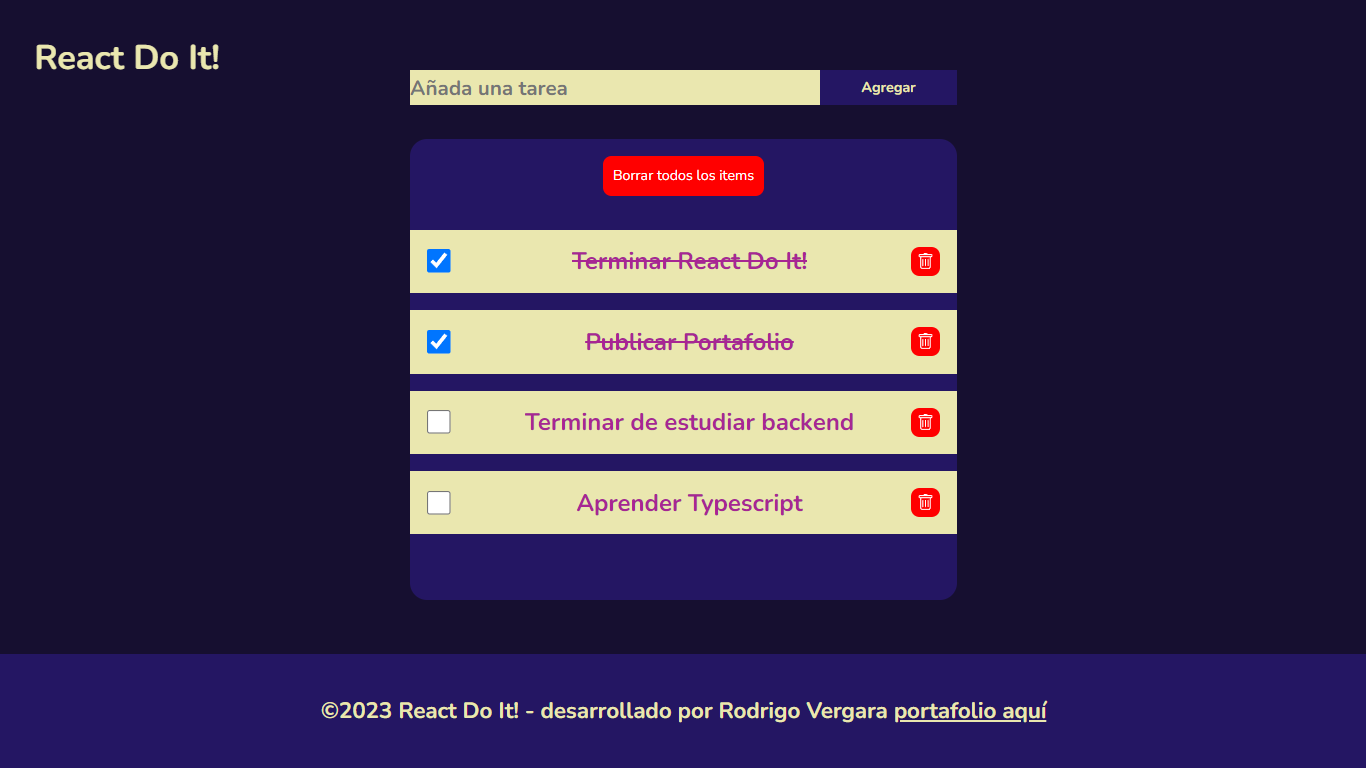 React Do It!
Añada una tarea
Agregar
Borrar todos los items
Terminar React Do It!
Publicar Portafolio
Terminar de estudiar backend
Aprender Typescript
©2023 React Do It! - desarrollado por Rodrigo Vergara portafolio aquí